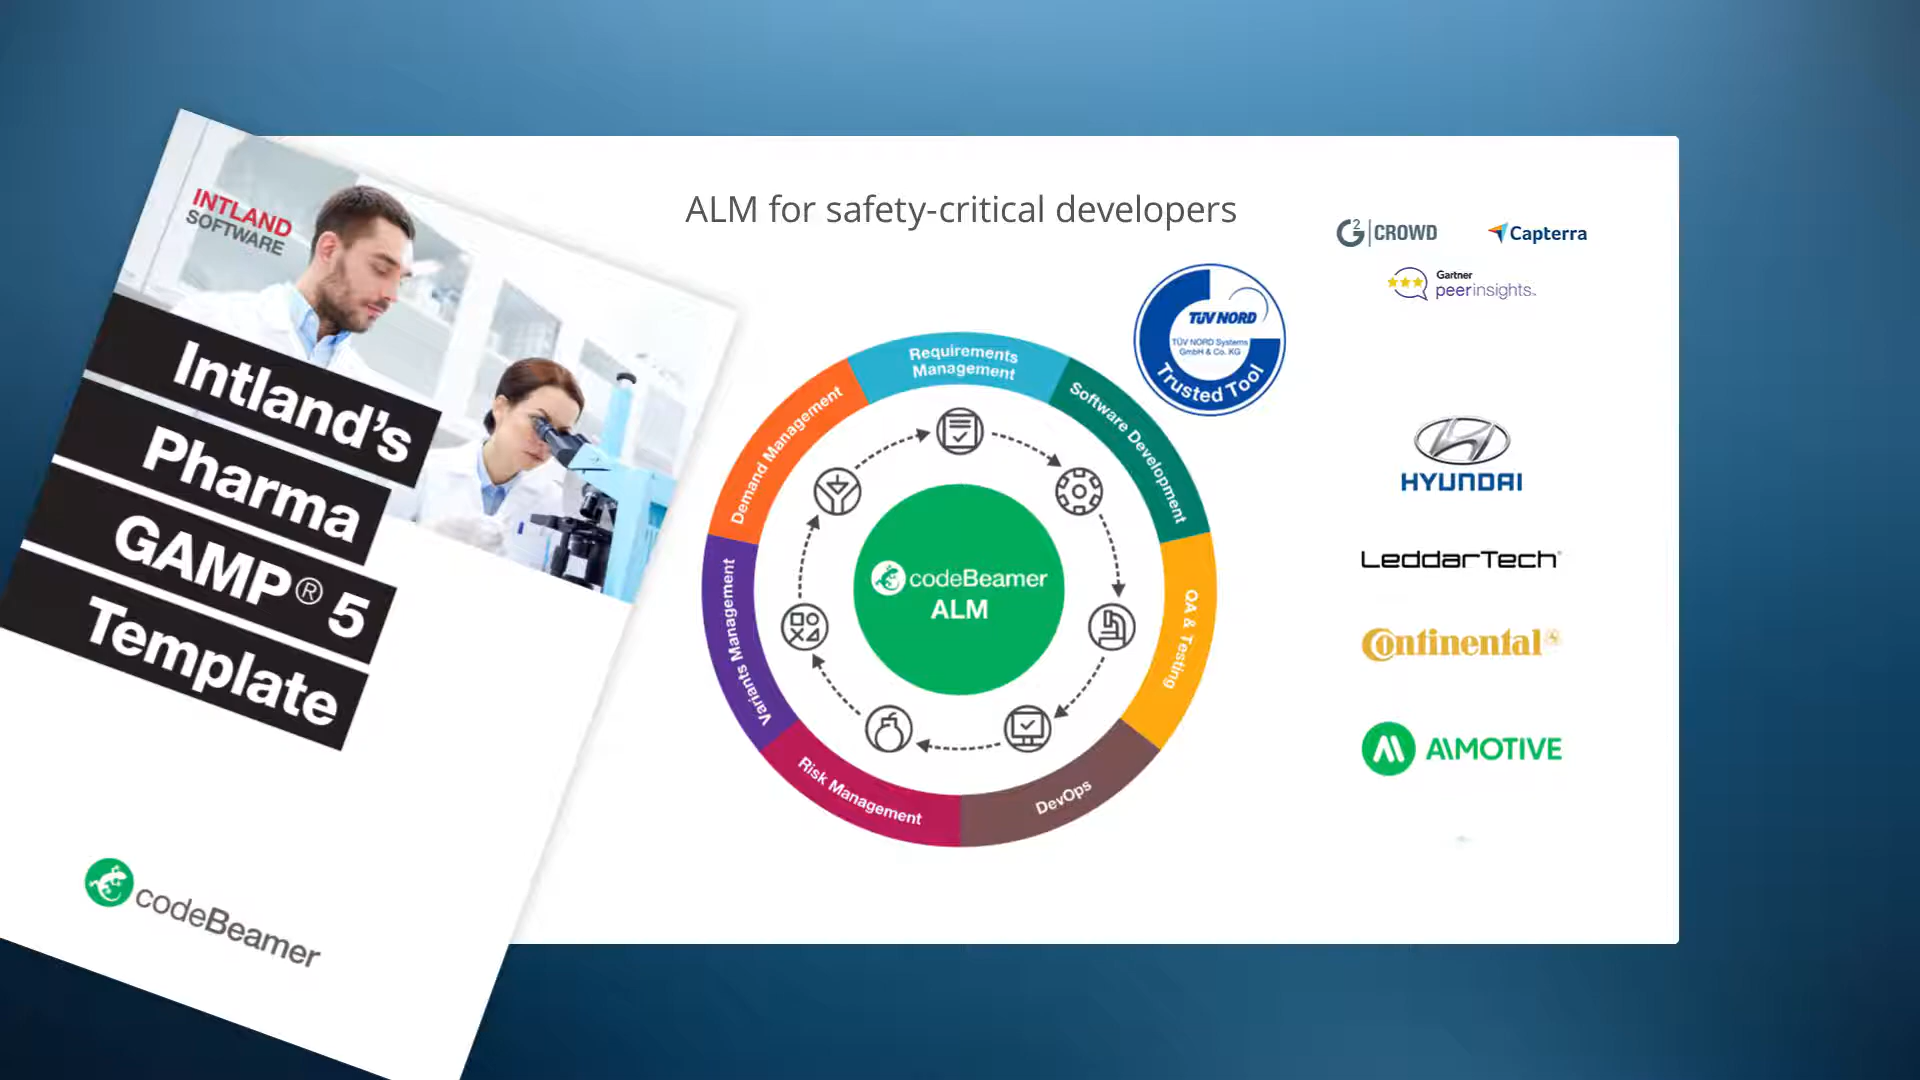 INTLAND
SOFTWARE
Intland's
Pharma
GAMP® 5
Template
codeBeamer
ALM for safety-critical developers
Requirements
Management
Software Development
QA & Testing
DevOps
Risk Management
Variants Management
Demand Management
codeBeamer
ALM
TÜV NORD
TÜV NORD Systems
GmbH & Co. KG
Trusted Tool
G2 | CROWD
Capterra
Gartner
peerinsights™
HYUNDAI
LeddarTech®
Continental
AIMOTIVE